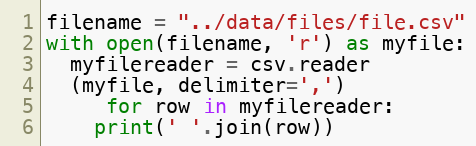 1 filename = "../data/files/file.csv"
2 with open(filename, 'r') as myfile:
3   myfilereader = csv.reader
4   (myfile, delimiter=',')
5      for row in myfilereader:
6     print(' '.join(row))